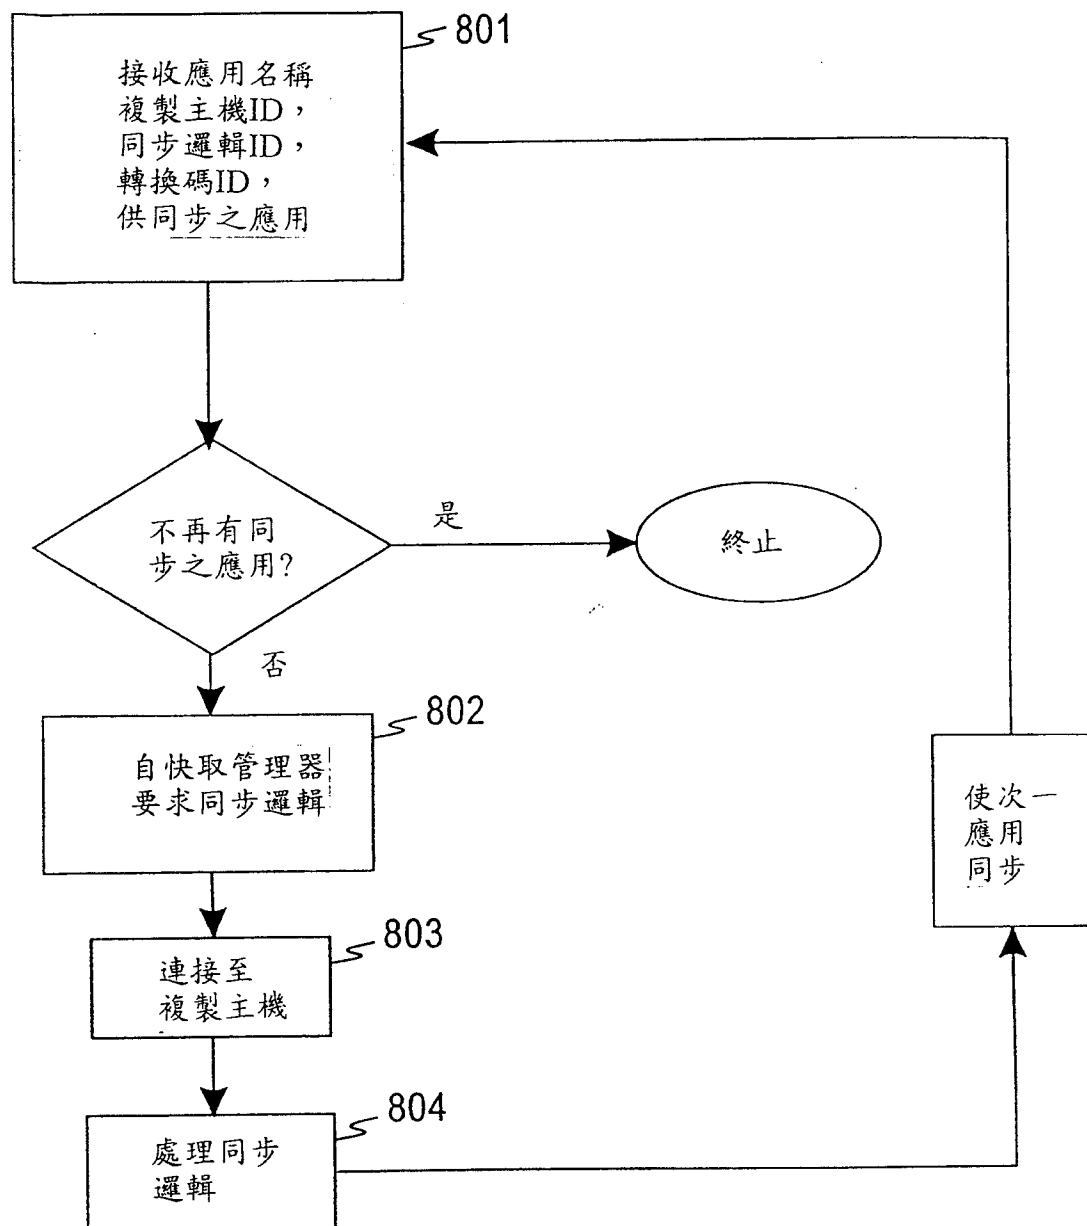 801
接收應用名稱
複製主機ID，
同步邏輯ID，
轉換碼ID，
供同步之應用
不再有同
步之應用?
是
終止
否
802
自快取管理器
要求同步邏輯
803
連接至
複製主機
804
處理同步
邏輯
使次一
應用
同步